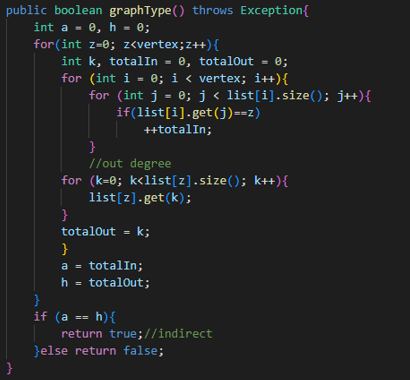 public boolean graphType() throws Exception{
    int a = 0, h = 0;
    for(int z=0; z<vertex;z++){
        int k, totalIn = 0, totalOut = 0;
        for (int i = 0; i < vertex; i++){
            for (int j = 0; j < list[i].size(); j++){
                if(list[i].get(j)==z)
                    ++totalIn;
            }
            //out degree
        for (k=0; k<list[z].size(); k++){
            list[z].get(k);
        }
        totalOut = k;
        }
        a = totalIn;
        h = totalOut;
    }
    if (a == h){
        return true;//indirect
    }else return false;
}